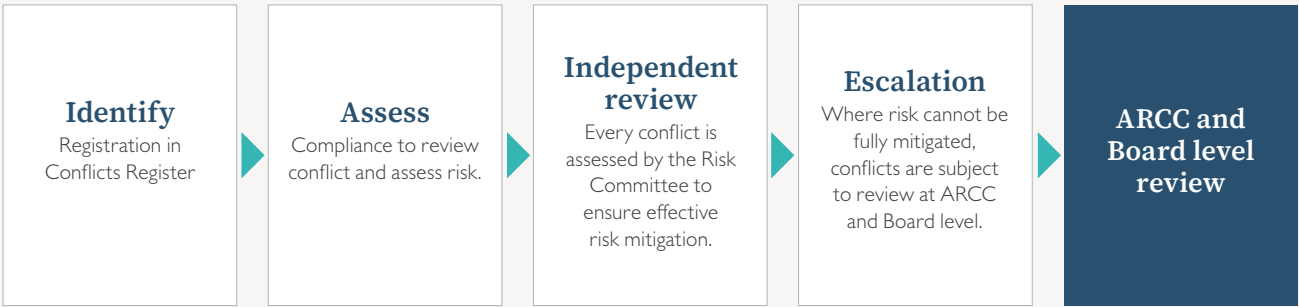 Identify
Registration in
Conflicts Register
Assess
Compliance to review
conflict and assess risk.
Independent
review
Every conflict is
assessed by the Risk
Committee to
ensure effective
risk mitigation.
Escalation
Where risk cannot be
fully mitigated,
conflicts are subject
to review at ARCC
and Board level.
ARCC and
Board level
review